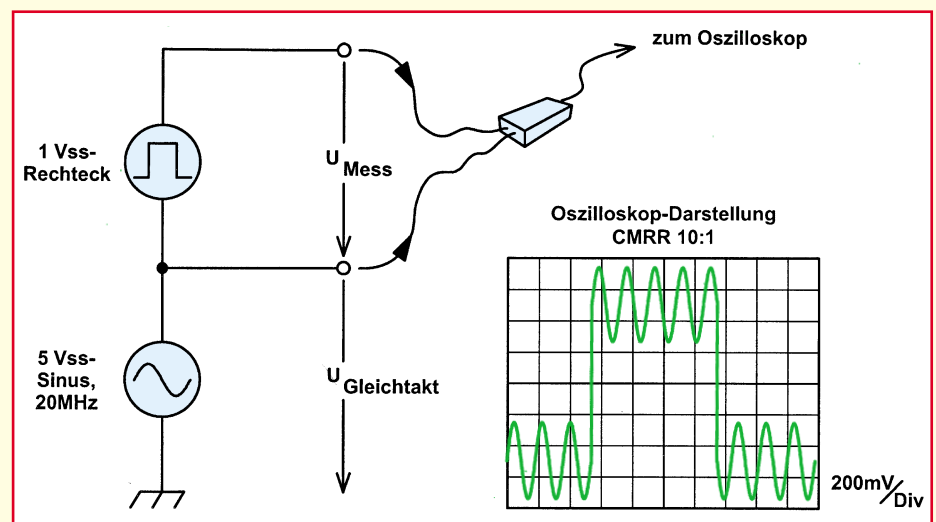 zum Oszilloskop
1 Vss-
Rechteck
U Mess
Oszilloskop-Darstellung
CMRR 10:1
5 Vss-
Sinus,
20MHz
U Gleichtakt
200mV/Div